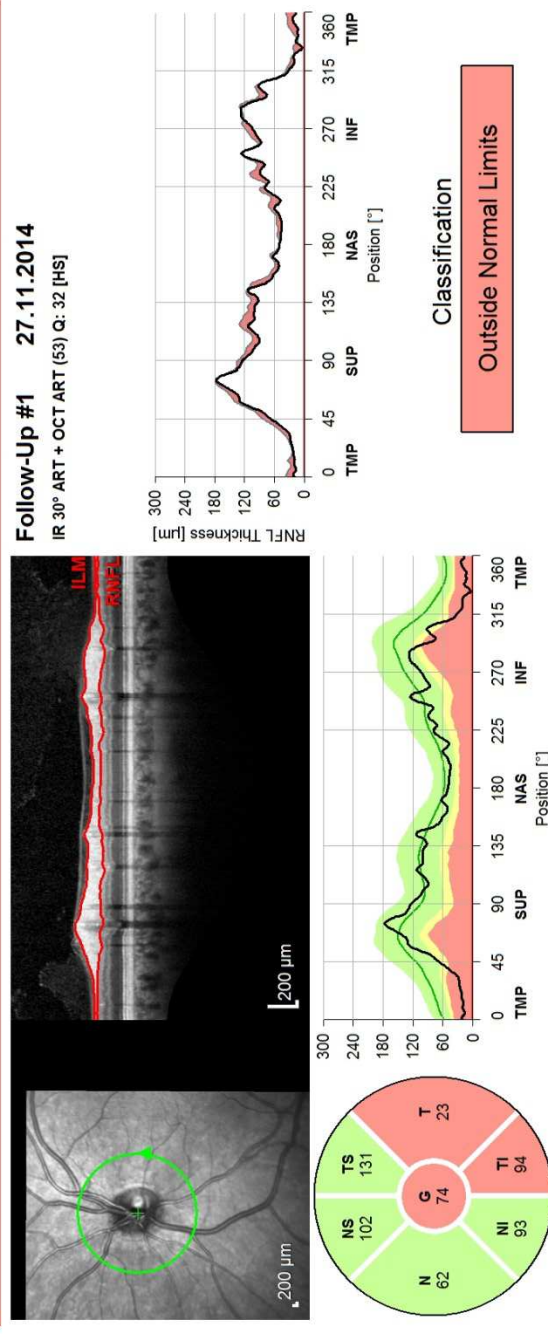 Follow-Up #1 27.11.2014
IR 30° ART + OCT ART (53) Q: 32 [HS]
200 µm
ILM
RNFL
200 µm
RNFL Thickness [µm]
300
240
180
120
60
0
0 45 90 135 180 225 270 315 360
TMP SUP NAS INF TMP
Position [°]
NS
102
TS
131
N
62
G
74
T
23
NI
93
TI
94
300
240
180
120
60
0
0 45 90 135 180 225 270 315 360
TMP SUP NAS INF TMP
Position [°]
Classification
Outside Normal Limits